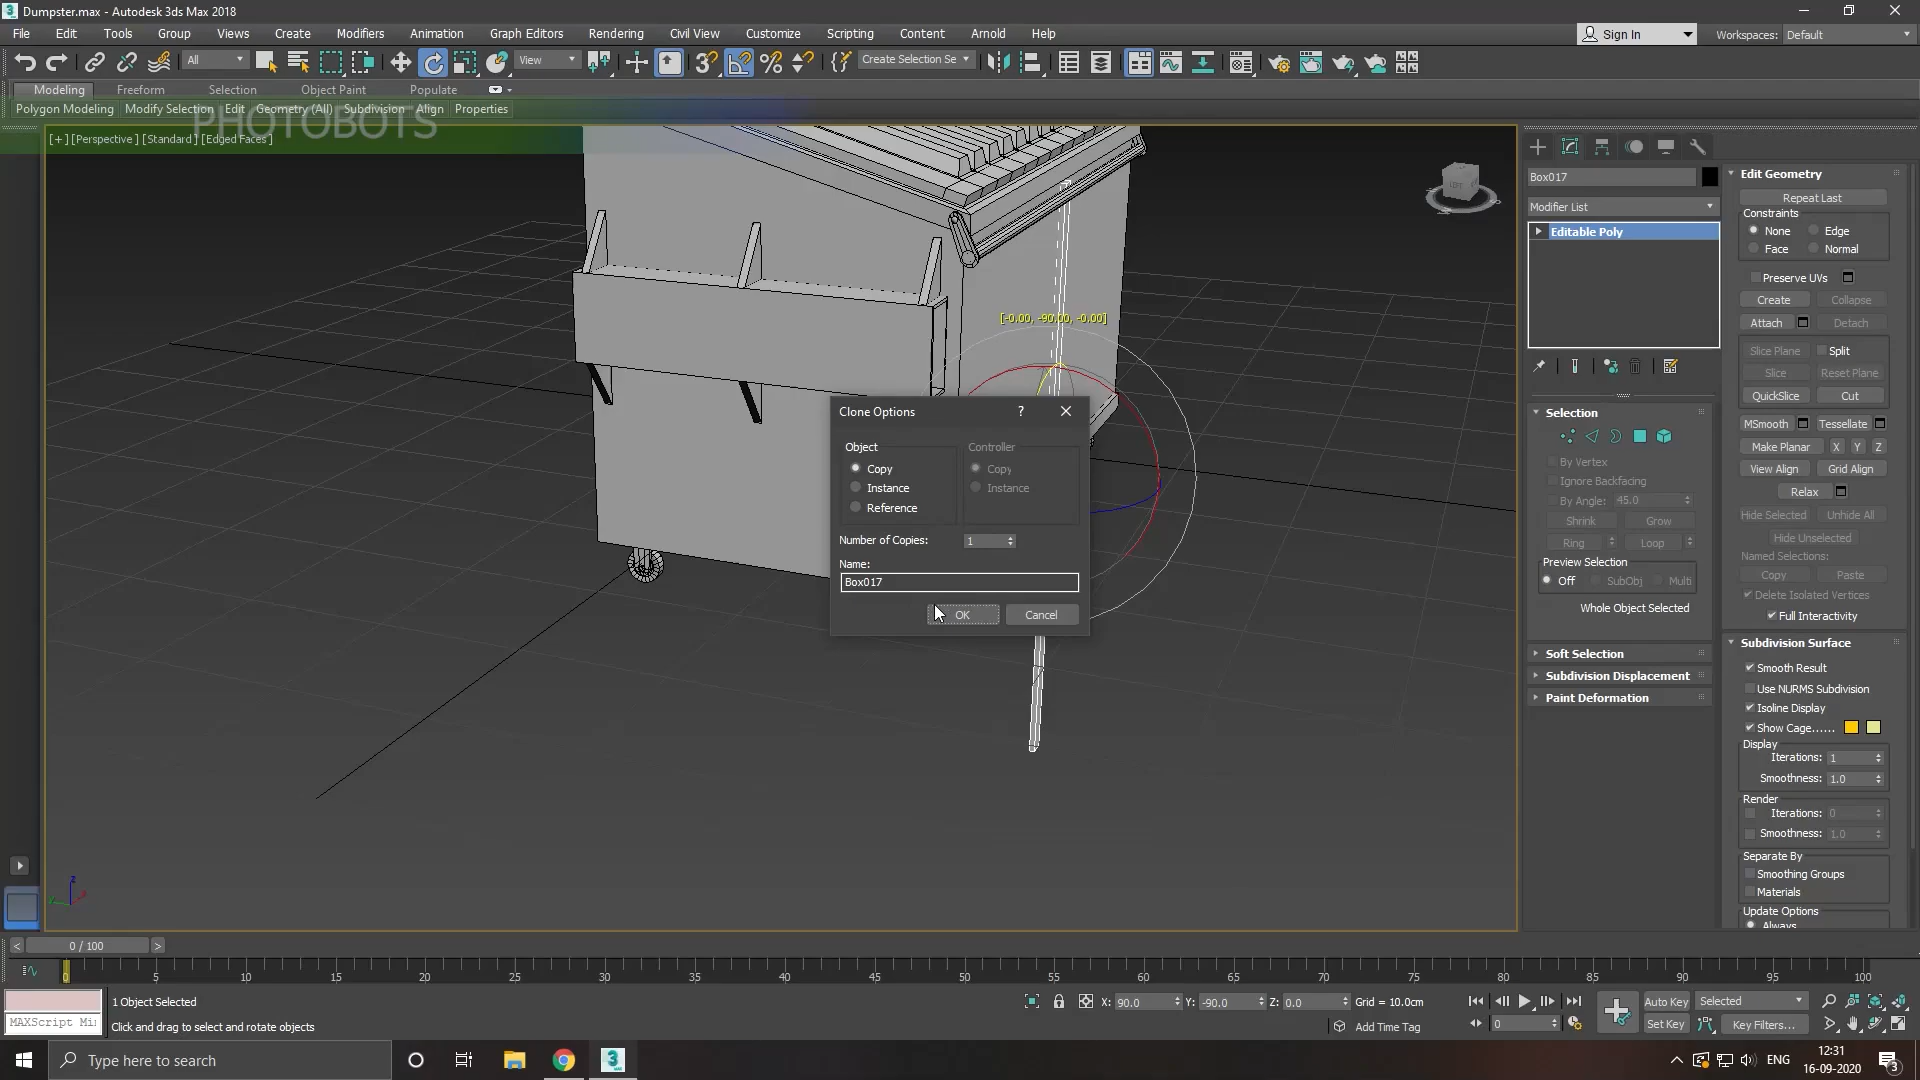 Dumpster.max - Autodesk 3ds Max 2018
File Edit Tools Group Views Create Modifiers Animation Graph Editors Rendering Civil View Customize Scripting Content Arnold Help
Sign In Workspaces: Default
All View Create Selection Se
Modeling Freeform Selection Object Paint Populate
Polygon Modeling Modify Selection Edit Geometry (All) Subdivision Align Properties
PHOTOBOTS
[+] [Perspective] [Standard] [Edged Faces]
[-0.00, -90.00, -0.00]
Clone Options ?
Object Controller
Copy Copy
Instance Instance
Reference
Number of Copies: 1
Name:
Box017
OK Cancel
Box017
Modifier List
Editable Poly
Selection
By Vertex
Ignore Backfacing
By Angle: 45.0
Shrink Grow
Ring Loop
Preview Selection
Off SubObj Multi
Whole Object Selected
Soft Selection
Subdivision Displacement
Paint Deformation
Edit Geometry
Repeat Last
Constraints
None Edge
Face Normal
Preserve UVs
Create Collapse
Attach Detach
Slice Plane Split
Slice Reset Plane
QuickSlice Cut
MSmooth Tessellate
Make Planar X Y Z
View Align Grid Align
Relax
Hide Selected Unhide All
Hide Unselected
Named Selections:
Copy Paste
Delete Isolated Vertices
Full Interactivity
Subdivision Surface
Smooth Result
Use NURMS Subdivision
Isoline Display
Show Cage......
Display
Iterations: 1
Smoothness: 1.0
Render
Iterations: 0
Smoothness: 1.0
Separate By
Smoothing Groups
Materials
Update Options
Always
z
< 0 / 100 >
0 5 10 15 20 25 30 35 40 45 50 55 60 65 70 75 80 85 90 95 100
1 Object Selected X: 90.0 Y: -90.0 Z: 0.0 Grid = 10.0cm Auto Key Selected
MAXScript Mi Click and drag to select and rotate objects Add Time Tag 0 Set Key Key Filters...
Type here to search ENG 12:31
16-09-2020 3